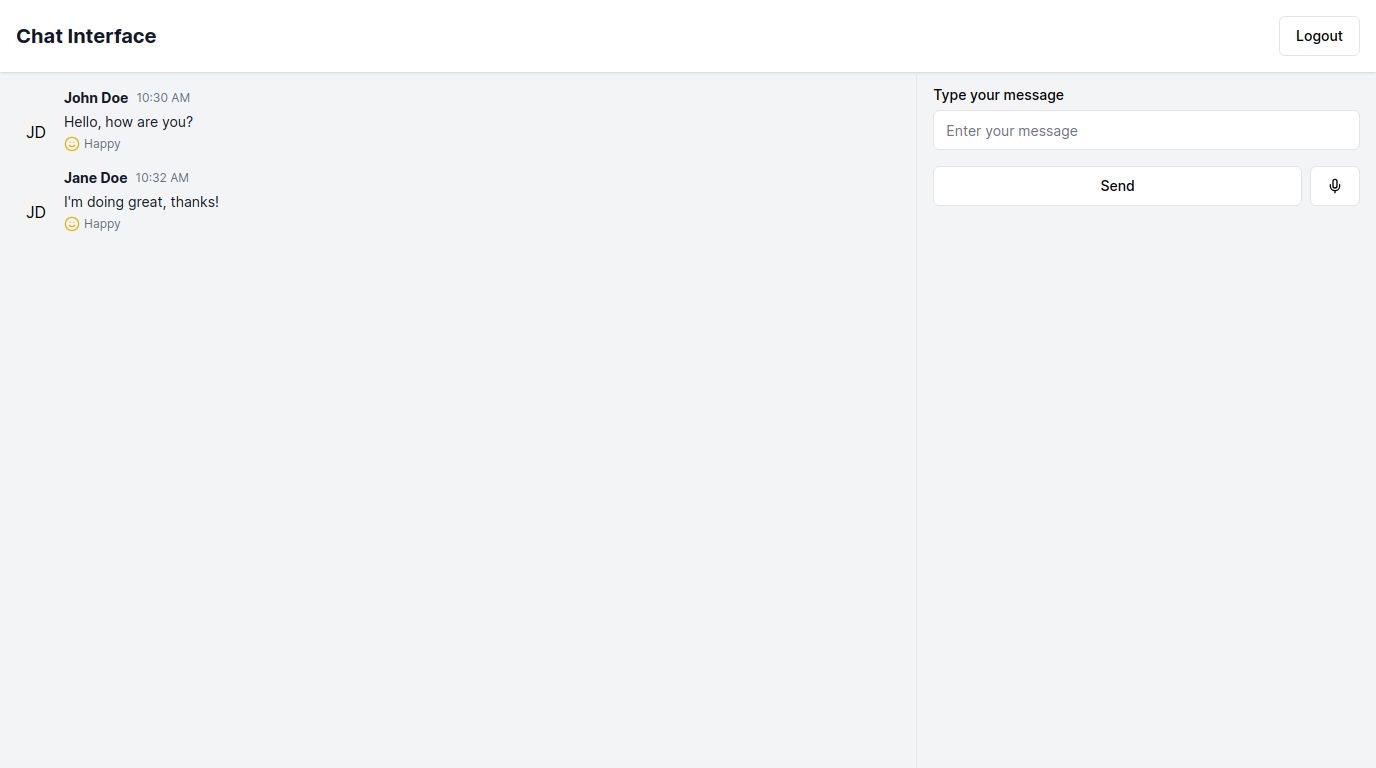 Chat Interface
Logout
John Doe 10:30 AM
JD
Hello, how are you?
Happy
Jane Doe 10:32 AM
JD
I'm doing great, thanks!
Happy
Type your message
Enter your message
Send